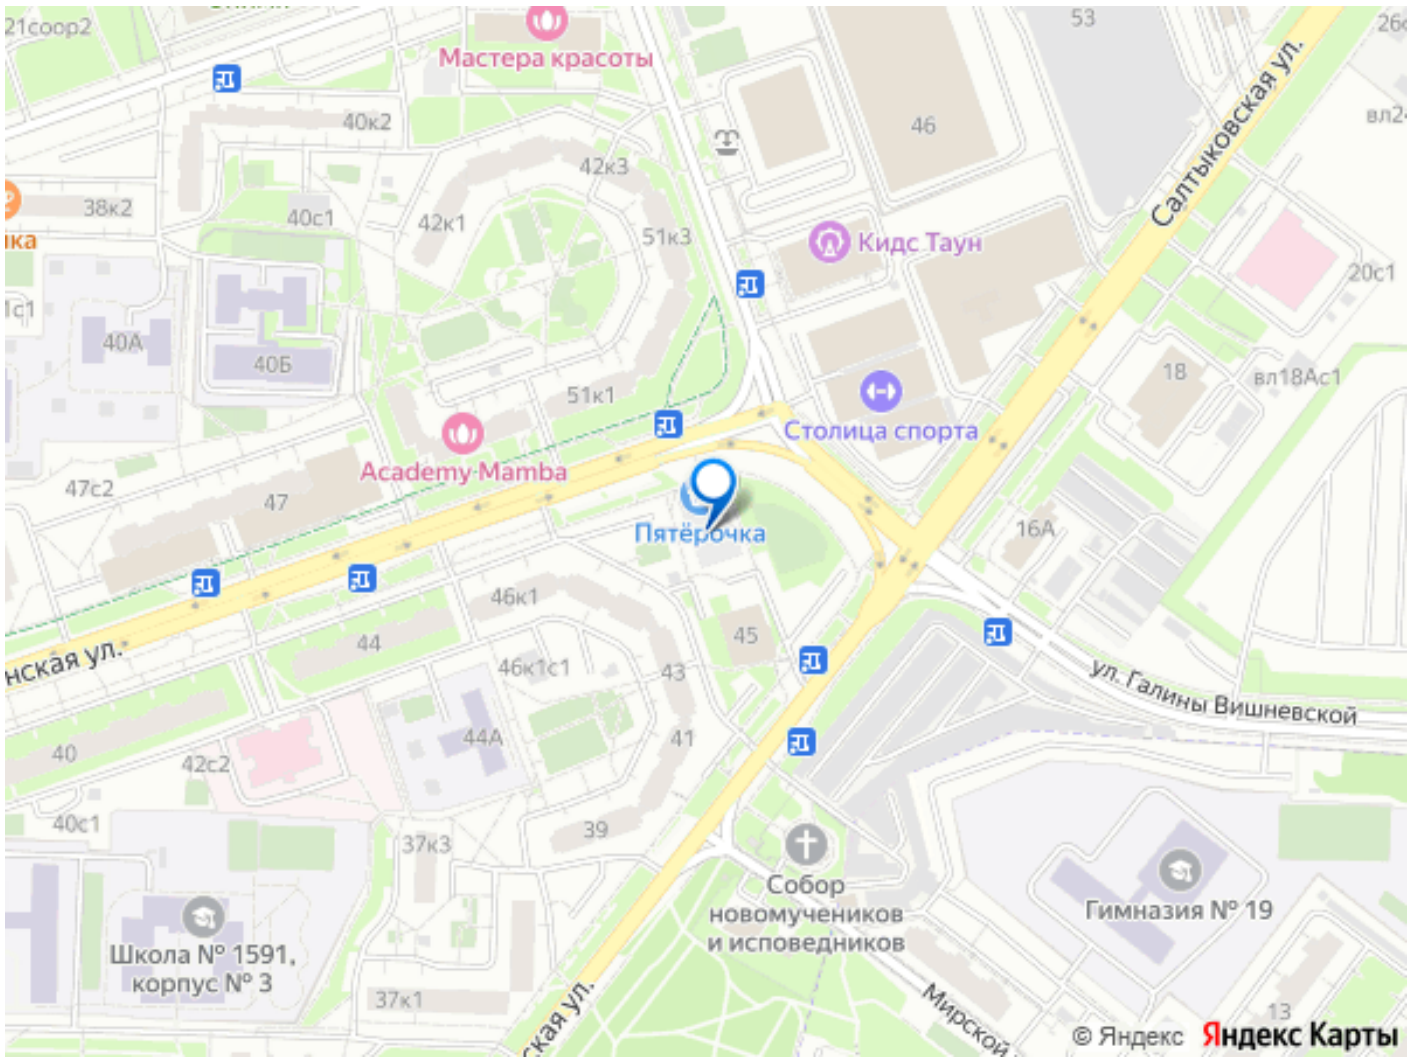 21соор2
Мастера красоты
53
Салтыковская ул.
40к2
46
42к3
38к2
40с1
42к1
51к3
Кидс Таун
20с1
1с1
40А
40Б
18
вл18Ас1
51к1
Столица спорта
Academy Mamba
47с2
47
Пятёрочка
16А
46к1
44
45
нская ул.
46к1с1
43
ул. Галины Вишневской
44А
41
40
42с2
40с1
39
37к3
Собор
новомучеников
и исповедников
Гимназия № 19
Школа № 1591,
корпус № 3
37к1
ская ул.
Мирской
13
© Яндекс Яндекс Карты